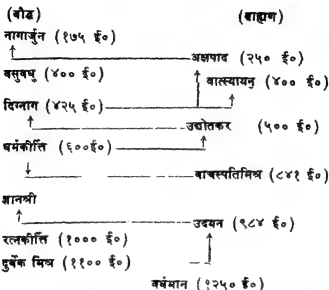 (बौद्ध) (ब्राह्मण)
नागार्जुन (१७५ ई०)
अक्षपाद (२५० ई०)
वसुबधु (४०० ई०) वात्स्यायन (४०० ई०)
दिग्नाग (४२५ ई०)
उद्योतकर (५०० ई०)
धर्मकीर्त्ति (६००ई०)
वाचस्पतिमिश्र (८४१ ई०)
ज्ञानश्री
उदयन (९८४ ई०)
रत्नकीर्त्ति (१००० ई०)
दुर्वेक मिश्र (११०० ई०)
वर्धमान (१२५० ई०)